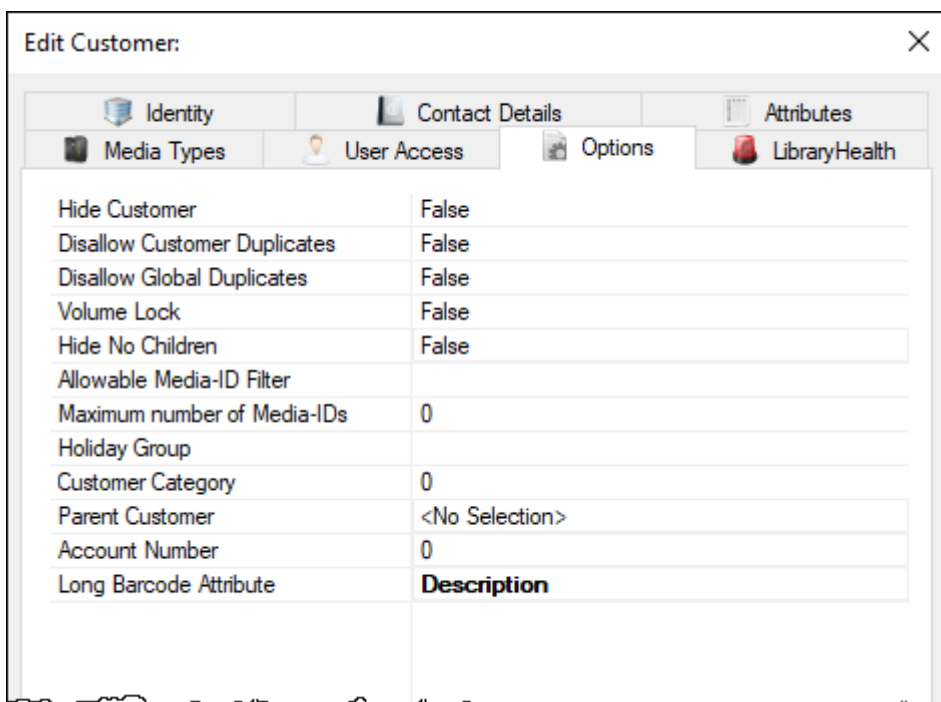 Edit Customer:
Identity Contact Details Attributes
Media Types User Access Options LibraryHealth
Hide Customer False
Disallow Customer Duplicates False
Disallow Global Duplicates False
Volume Lock False
Hide No Children False
Allowable Media-ID Filter
Maximum number of Media-IDs 0
Holiday Group
Customer Category 0
Parent Customer <No Selection>
Account Number 0
Long Barcode Attribute Description